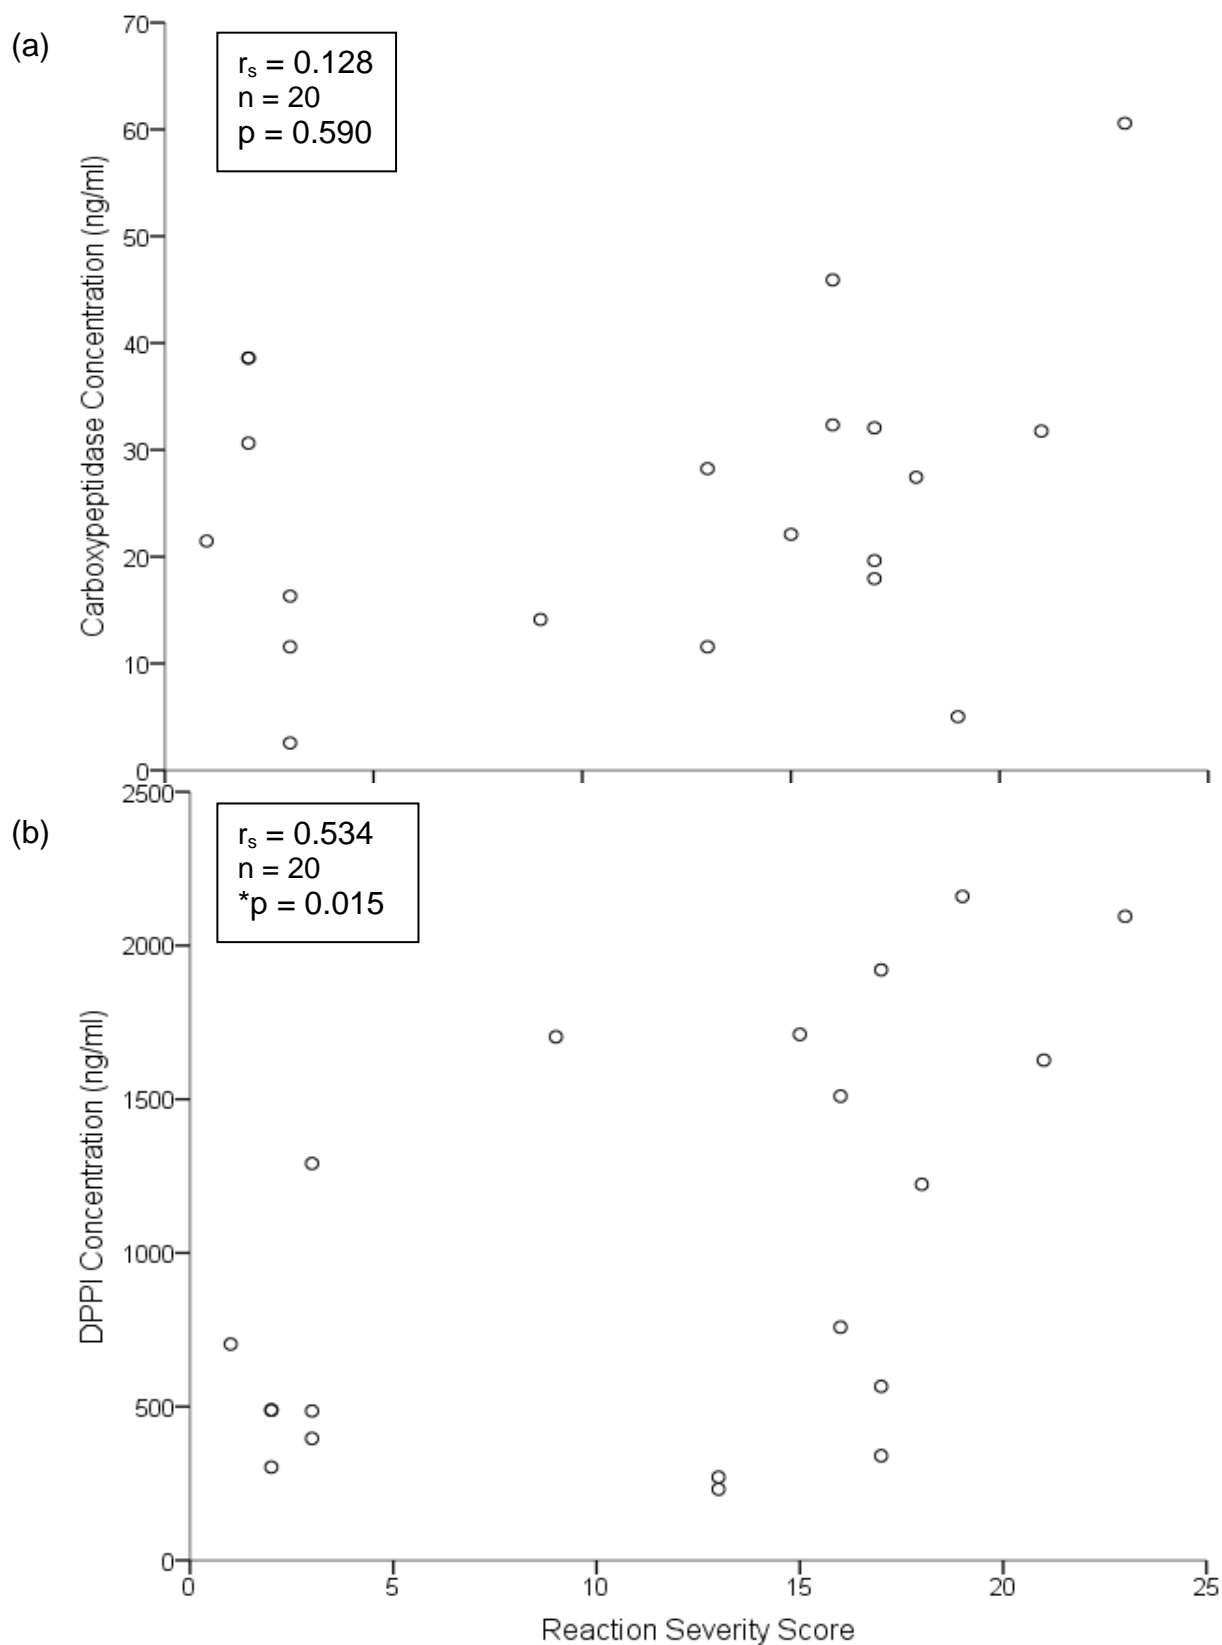 (a)
70
60
50
40
30
20
10
0
Carboxypeptidase Concentration (ng/ml)
rₛ = 0.128
n = 20
p = 0.590
(b)
2500
2000
1500
1000
500
0
DPPI Concentration (ng/ml)
rₛ = 0.534
n = 20
*p = 0.015
0 5 10 15 20 25
Reaction Severity Score